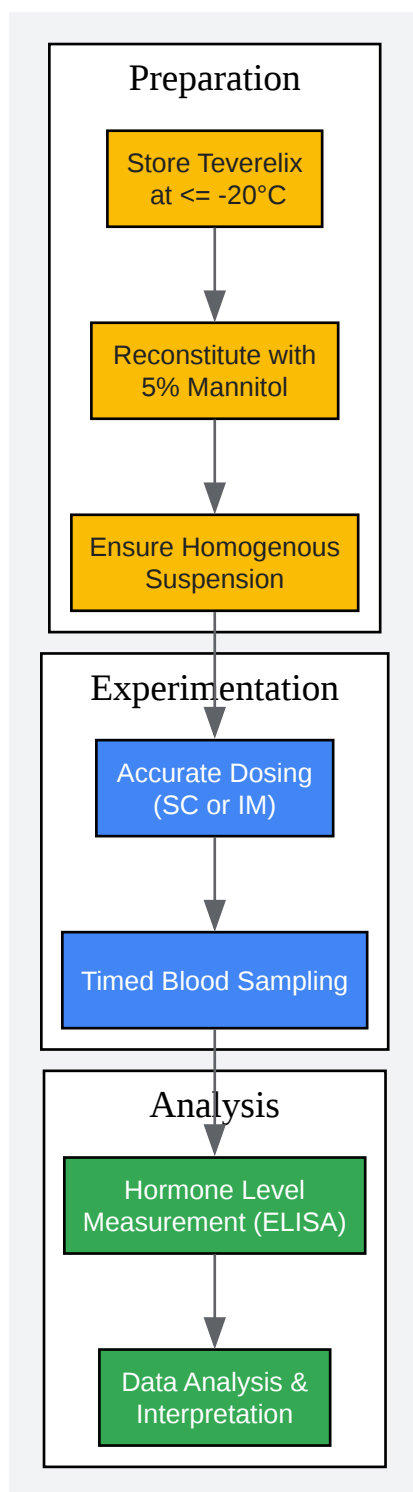 Preparation
Store Teverelix
at <= -20°C
Reconstitute with
5% Mannitol
Ensure Homogenous
Suspension
Experimentation
Accurate Dosing
(SC or IM)
Timed Blood Sampling
Analysis
Hormone Level
Measurement (ELISA)
Data Analysis &
Interpretation